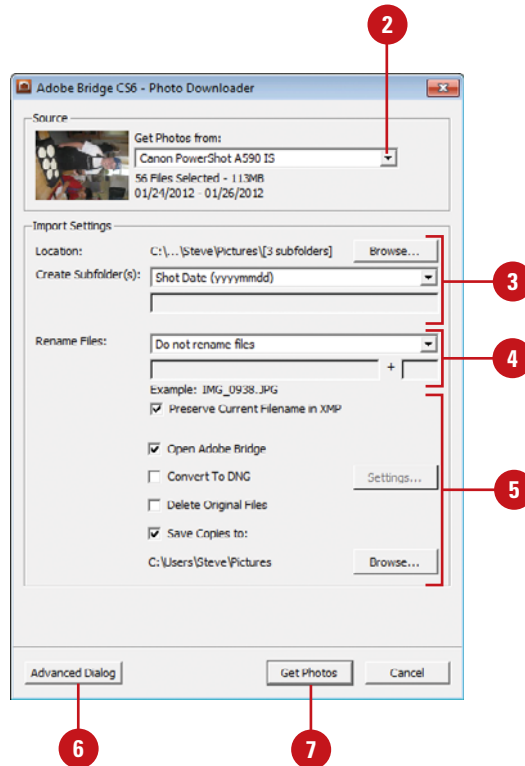 2
Adobe Bridge CS6 - Photo Downloader
Source
Get Photos from:
Canon PowerShot A590 IS
56 Files Selected - 113MB
01/24/2012 - 01/26/2012
Import Settings
Location: C:\...\Steve\Pictures\[3 subfolders] Browse...
Create Subfolder(s): Shot Date (yyyymmdd)
3
Rename Files: Do not rename files
+
4
Example: IMG_0938.JPG
Preserve Current Filename in XMP
Open Adobe Bridge
Convert To DNG Settings...
5
Delete Original Files
Save Copies to:
C:\Users\Steve\Pictures Browse...
Advanced Dialog Get Photos Cancel
6 7